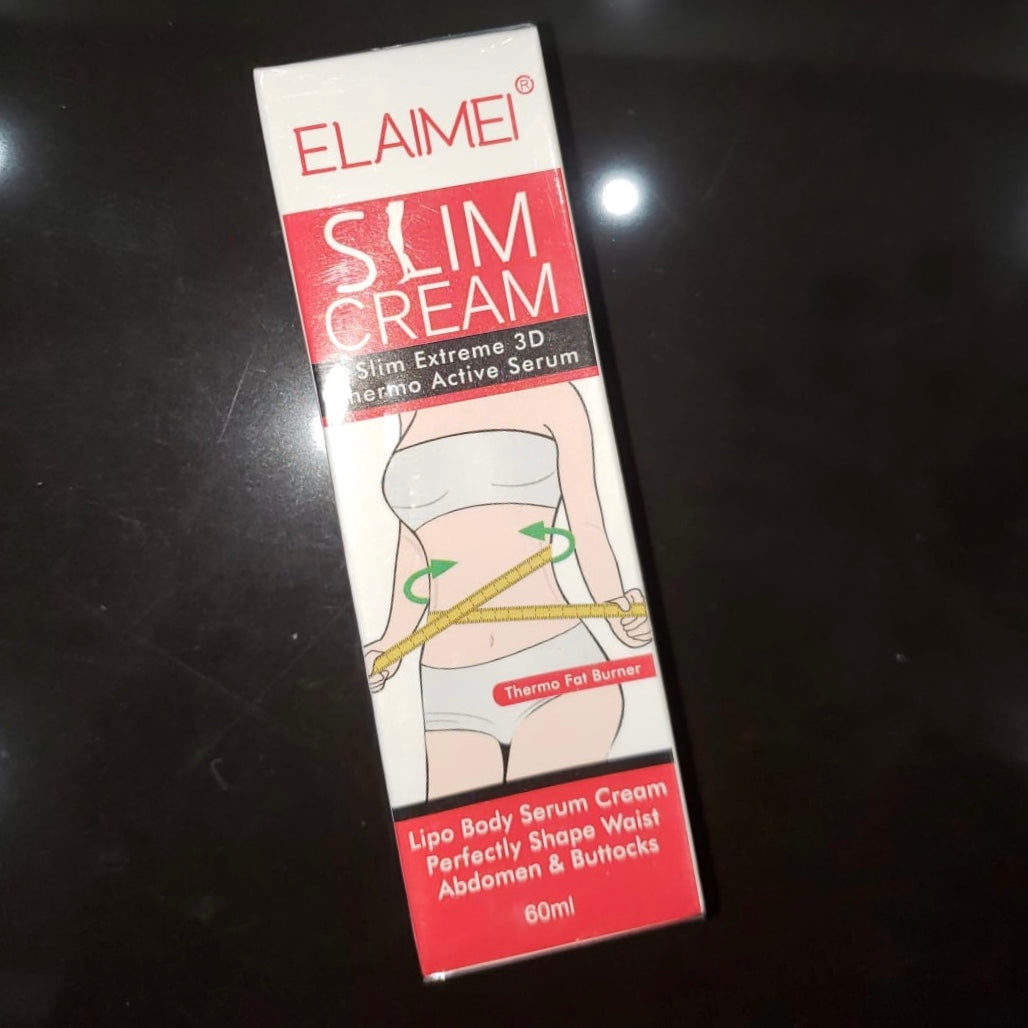 ELAIMEI®
SLIM
CREAM
Slim Extreme 3D
hermo Active Serum
Thermo Fat Burner
Lipo Body Serum Cream
Perfectly Shape Waist
Abdomen & Buttocks
60ml